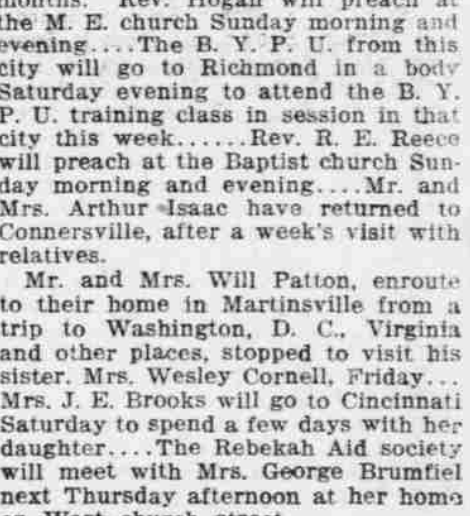 months. Rev. Hogan will preach at
the M. E. church Sunday morning and
evening....The B. Y. P. U. from this
city will go to Richmond in a body
Saturday evening to attend the B. Y.
P. U. training class in session in that
city this week......Rev. R. E. Reece
will preach at the Baptist church Sun-
day morning and evening....Mr. and
Mrs. Arthur Isaac have returned to
Connersville, after a week's visit with
relatives.
Mr. and Mrs. Will Patton, enroute
to their home in Martinsville from a
trip to Washington, D. C., Virginia
and other places, stopped to visit his
sister. Mrs. Wesley Cornell, Friday...
Mrs. J. E. Brooks will go to Cincinnati
Saturday to spend a few days with her
daughter....The Rebekah Aid society
will meet with Mrs. George Brumfiel
next Thursday afternoon at her home
on West church street.